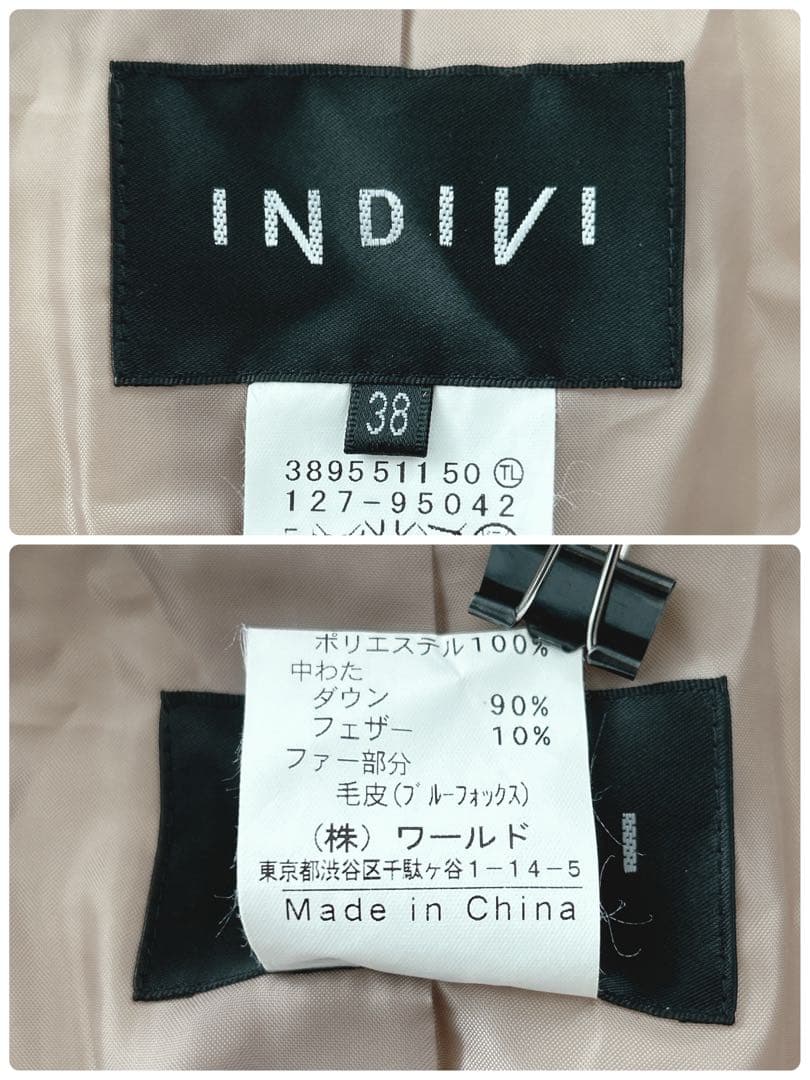 INDIVI
38
389551150 TL
127-95042
ポリエステル100%
中わた
ダウン 90%
フェザー 10%
ファー部分
毛皮(ﾌﾞﾙｰﾌｫｯｸｽ)
(株) ワールド
東京都渋谷区千駄ヶ谷1-14-5
Made in China